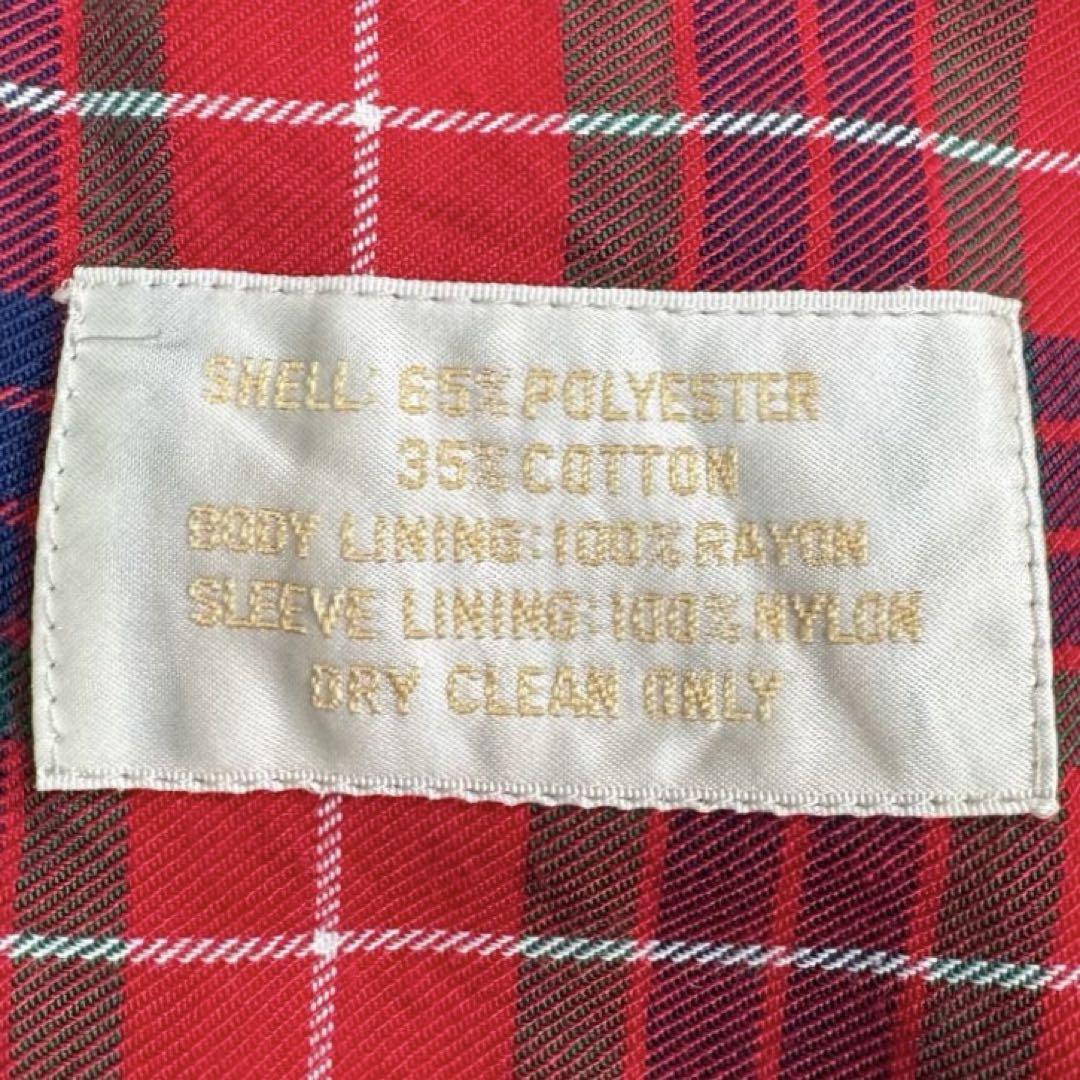 SHELL: 65% POLYESTER
35% COTTON
BODY LINING: 100% RAYON
SLEEVE LINING: 100% NYLON
DRY CLEAN ONLY